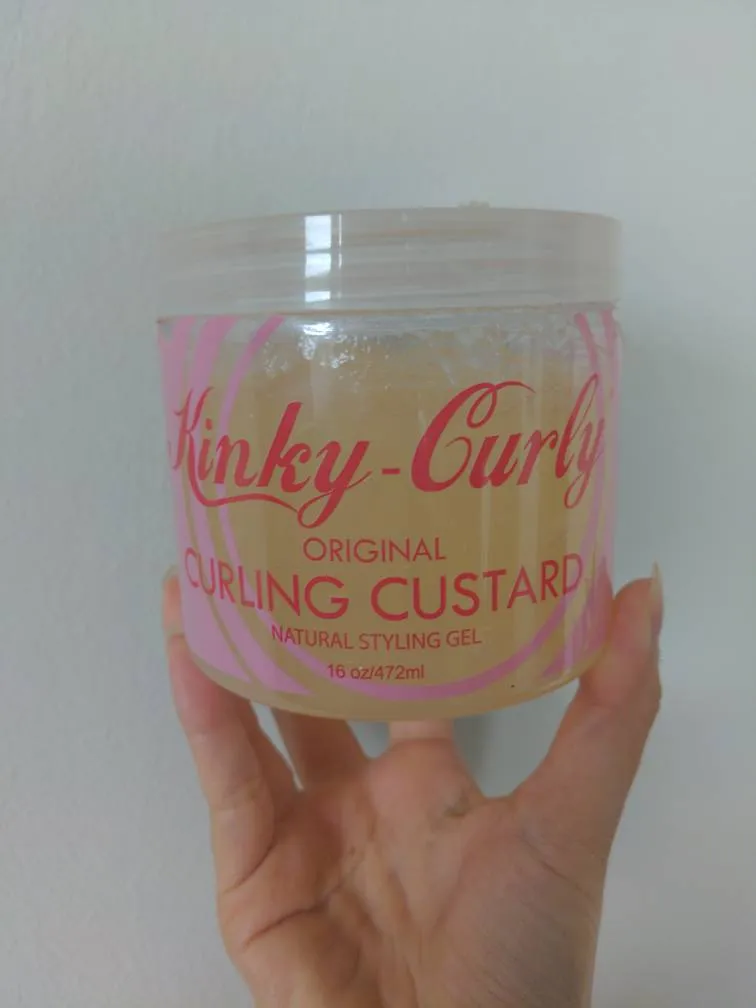 Kinky-Curly
ORIGINAL
CURLING CUSTARD
NATURAL STYLING GEL
16 oz/472ml